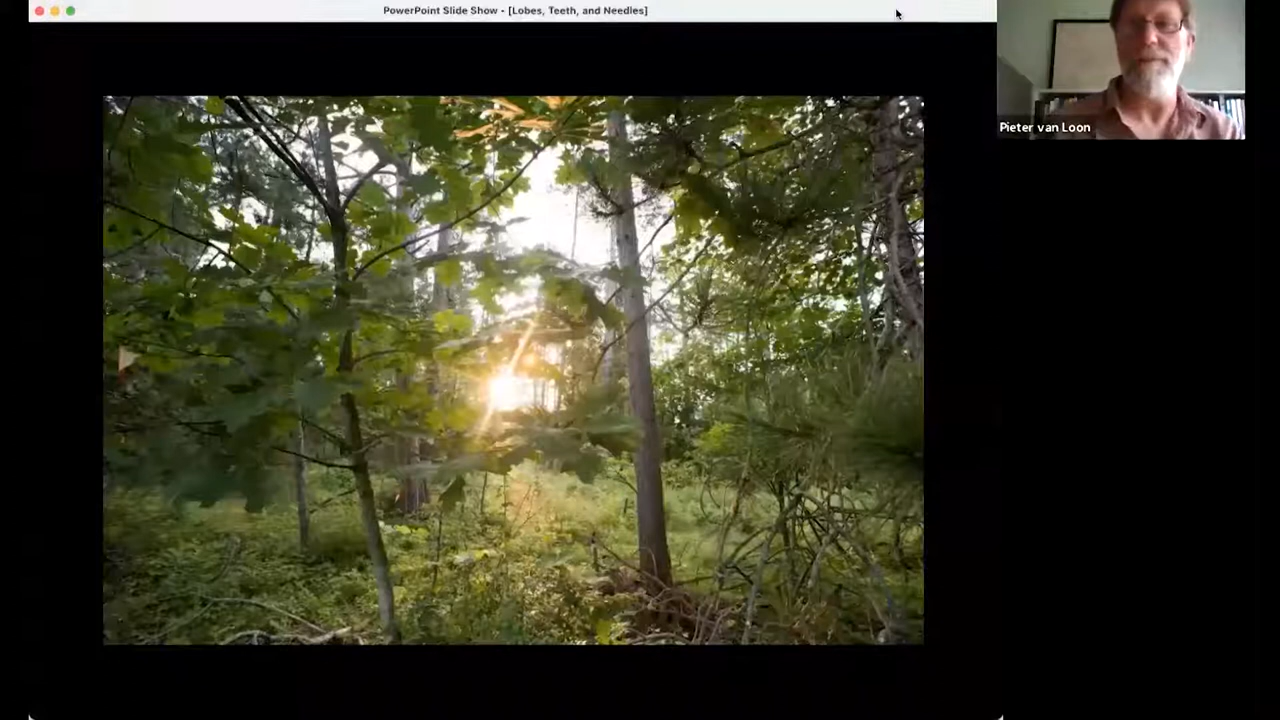 PowerPoint Slide Show - [Lobes, Teeth, and Needles]
Pieter van Loon